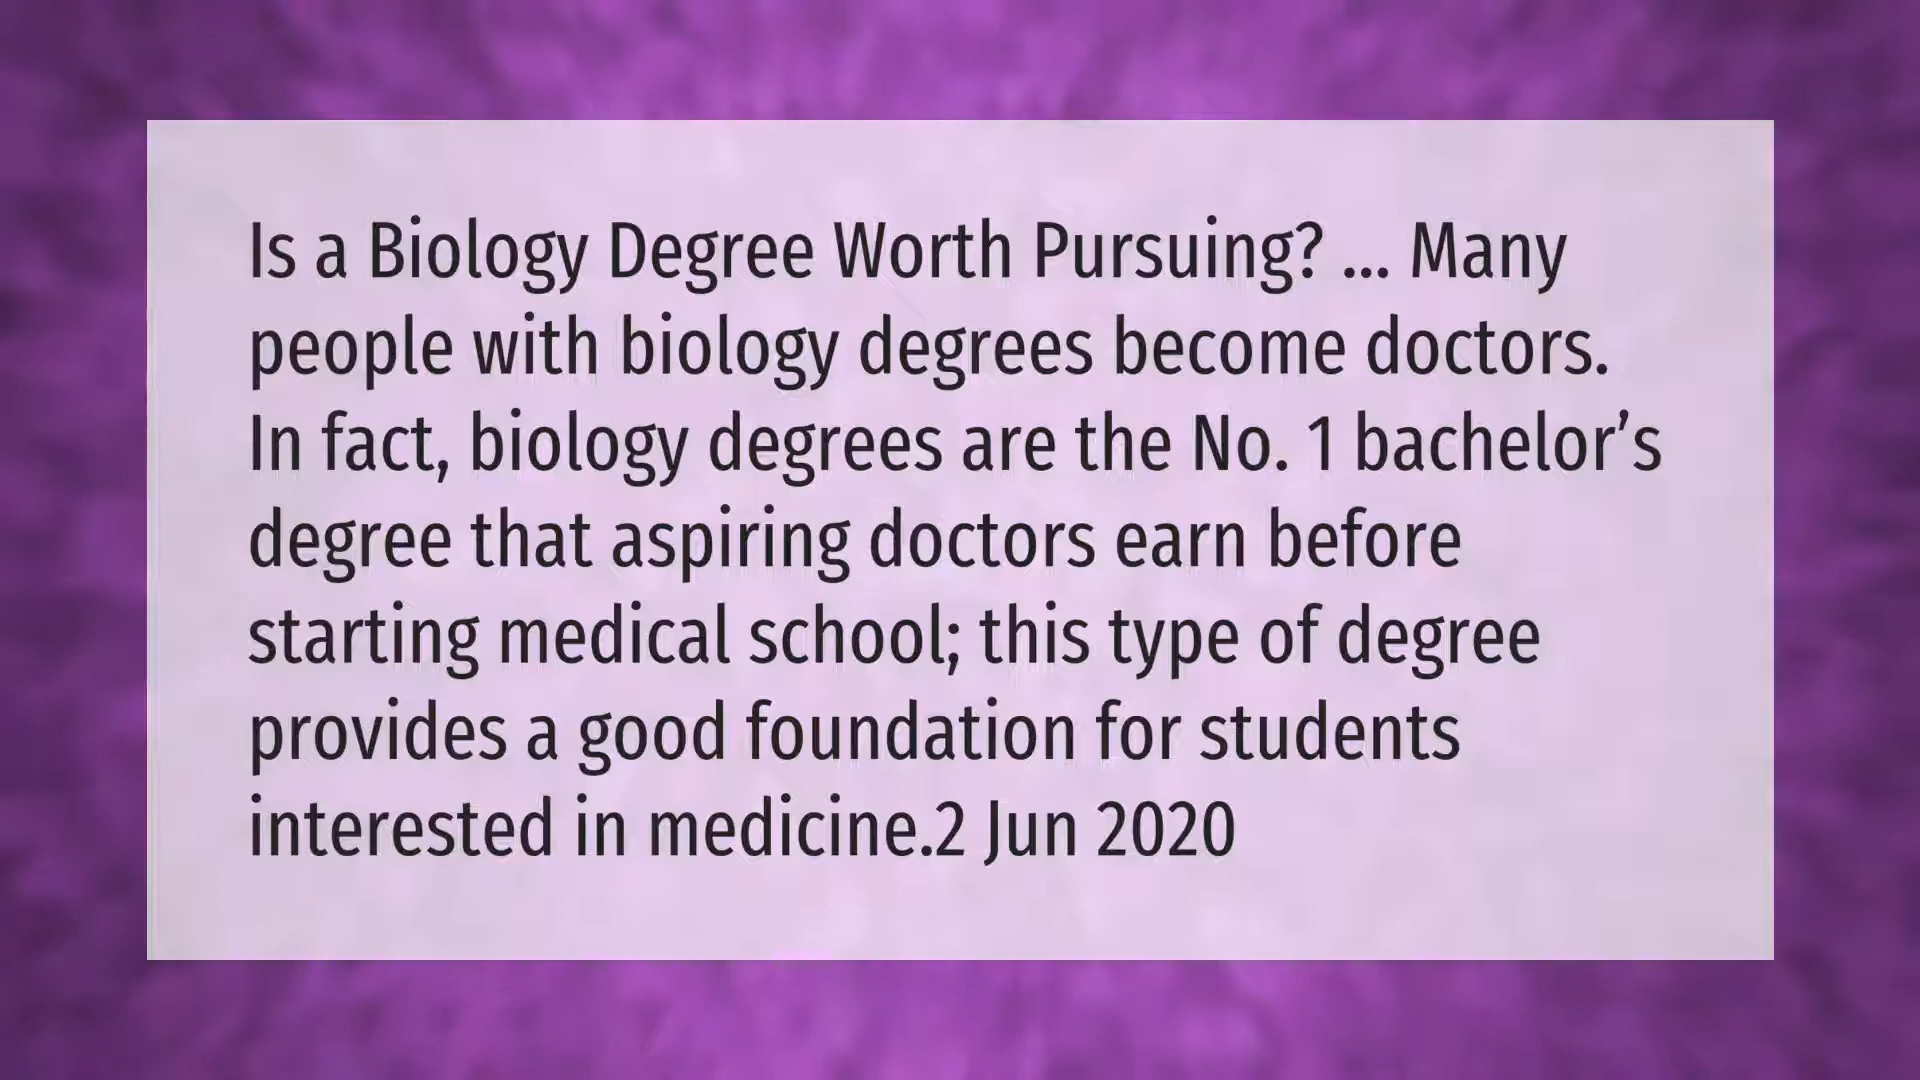 Is a Biology Degree Worth Pursuing? ... Many
people with biology degrees become doctors.
In fact, biology degrees are the No. 1 bachelor’s
degree that aspiring doctors earn before
starting medical school; this type of degree
provides a good foundation for students
interested in medicine.2 Jun 2020